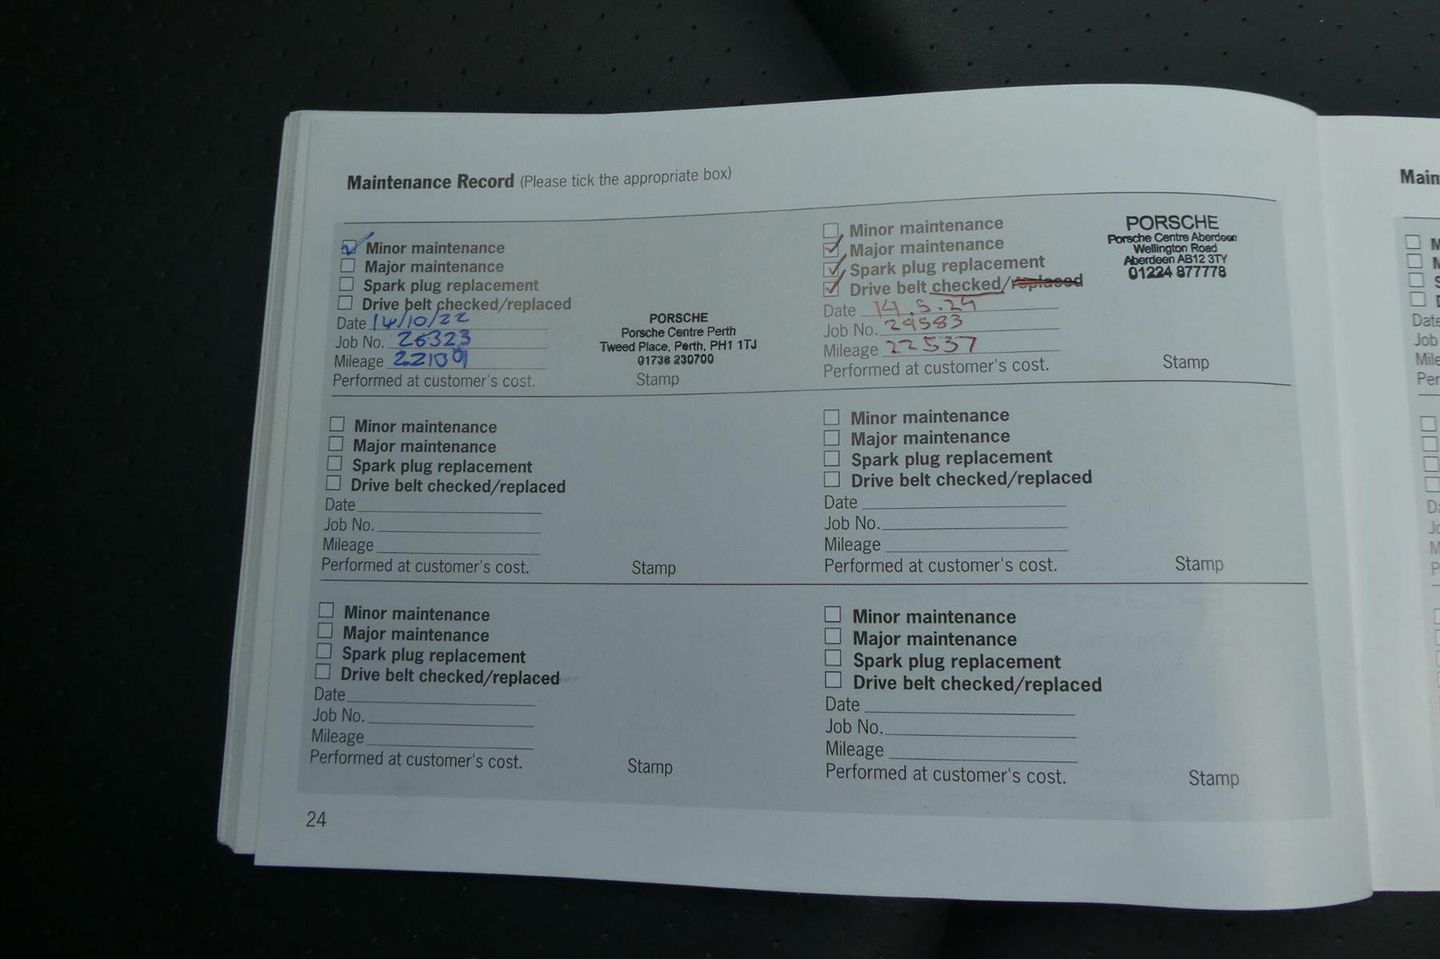 Maintenance Record (Please tick the appropriate box)
Minor maintenance
Major maintenance
Spark plug replacement
Drive belt checked/replaced
Date 14/10/22
Job No. 26323
Mileage 22109
Performed at customer's cost.
PORSCHE
Porsche Centre Perth
Tweed Place, Perth, PH1 1TJ
01738 230700
Stamp
Minor maintenance
Major maintenance
Spark plug replacement
Drive belt checked/replaced
Date 14.5.24
Job No. 29583
Mileage 22537
Performed at customer's cost.
PORSCHE
Porsche Centre Aberdeen
Wellington Road
Aberdeen AB12 3TY
01224 877778
Stamp
Minor maintenance
Major maintenance
Spark plug replacement
Drive belt checked/replaced
Date
Job No.
Mileage
Performed at customer's cost.
Stamp
Minor maintenance
Major maintenance
Spark plug replacement
Drive belt checked/replaced
Date
Job No.
Mileage
Performed at customer's cost.
Stamp
Minor maintenance
Major maintenance
Spark plug replacement
Drive belt checked/replaced
Date
Job No.
Mileage
Performed at customer's cost.
Stamp
Minor maintenance
Major maintenance
Spark plug replacement
Drive belt checked/replaced
Date
Job No.
Mileage
Performed at customer's cost.
Stamp
24
Main
Date
Job